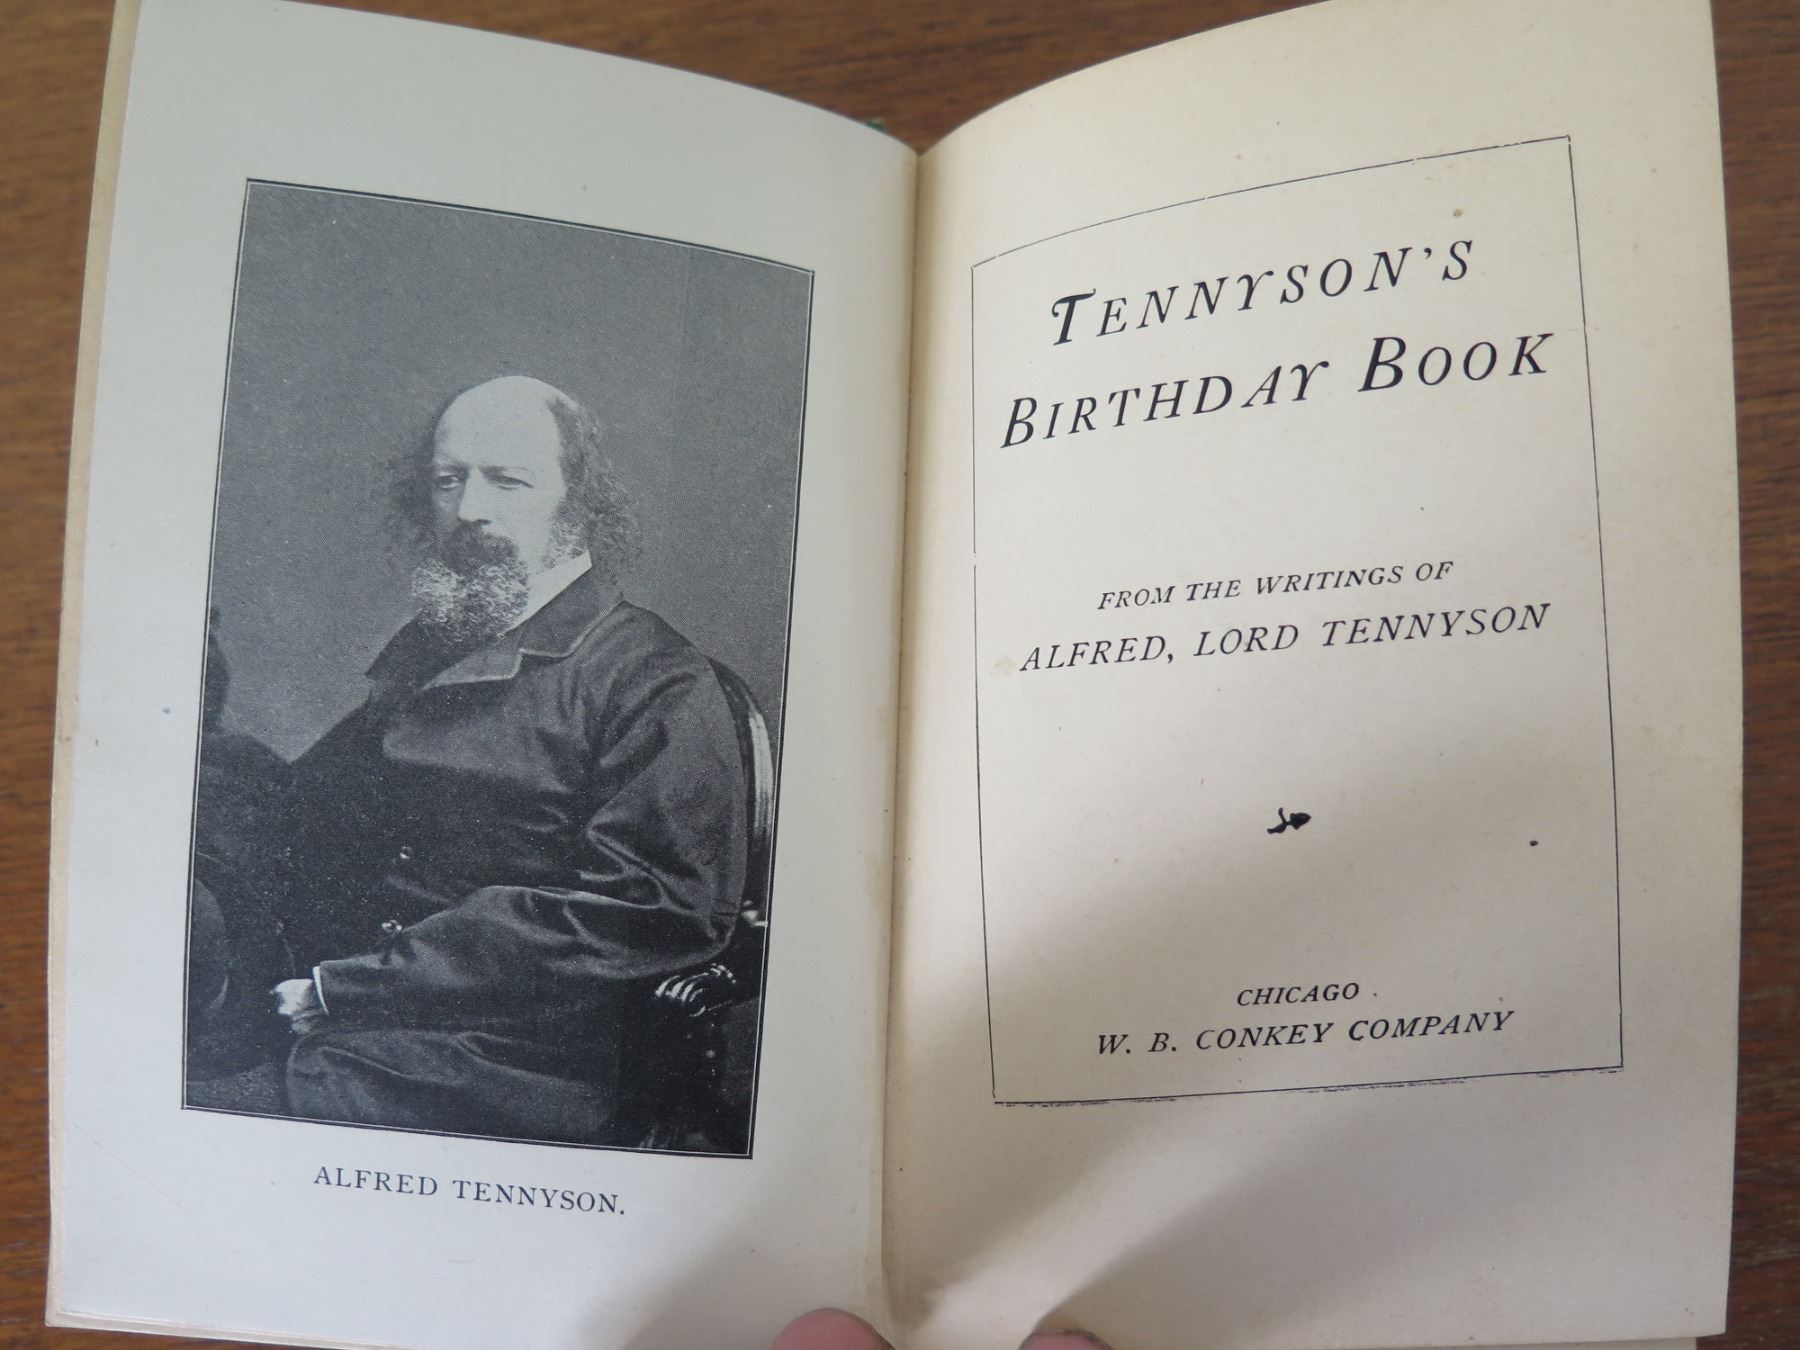 ALFRED TENNYSON.
TENNYSON'S
BIRTHDAY BOOK
FROM THE WRITINGS OF
ALFRED, LORD TENNYSON
CHICAGO
W. B. CONKEY COMPANY